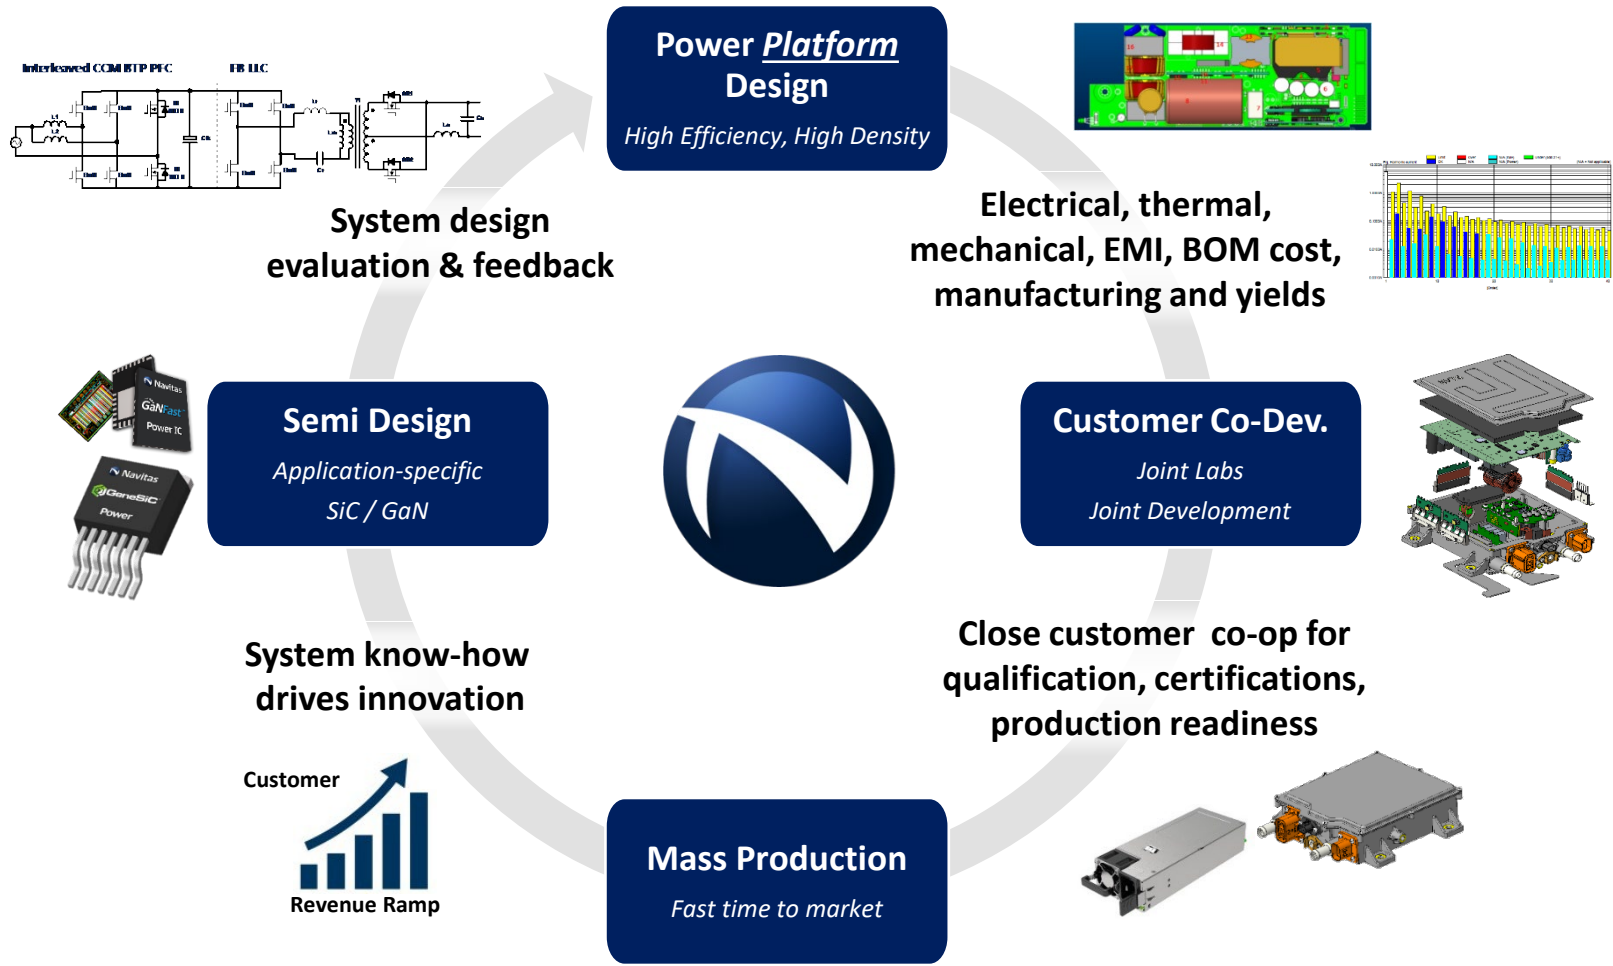 Power Platform
Design
High Efficiency, High Density
Interleaved CCM BTP PFC
FB LLC
L1
L2
System design
evaluation & feedback
Electrical, thermal,
mechanical, EMI, BOM cost,
manufacturing and yields
Navitas
GaNFast
Power IC
Navitas
GeneSiC
Power
Semi Design
Application-specific
SiC / GaN
Customer Co-Dev.
Joint Labs
Joint Development
System know-how
drives innovation
Close customer  co-op for
qualification, certifications,
production readiness
Customer
Revenue Ramp
Mass Production
Fast time to market